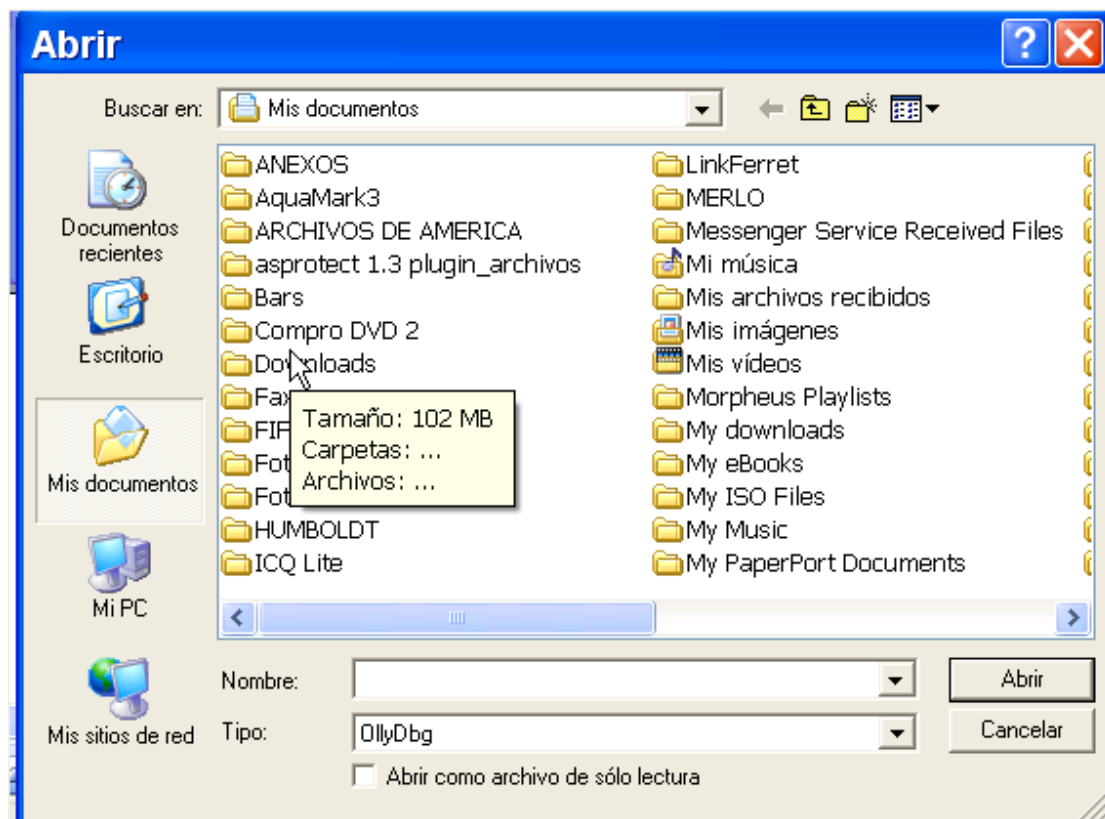 Abrir
Buscar en: Mis documentos
Documentos
recientes
Escritorio
Mis documentos
Mi PC
Mis sitios de red
ANEXOS
AquaMark3
ARCHIVOS DE AMERICA
asprotect 1.3 plugin_archivos
Bars
Compro DVD 2
Downloads
Fax
FIF
Fot
Fot
HUMBOLDT
ICQ Lite
Tamaño: 102 MB
Carpetas: ...
Archivos: ...
LinkFerret
MERLO
Messenger Service Received Files
Mi música
Mis archivos recibidos
Mis imágenes
Mis vídeos
Morpheus Playlists
My downloads
My eBooks
My ISO Files
My Music
My PaperPort Documents
Nombre:
Abrir
Tipo: OllyDbg
Cancelar
Abrir como archivo de sólo lectura